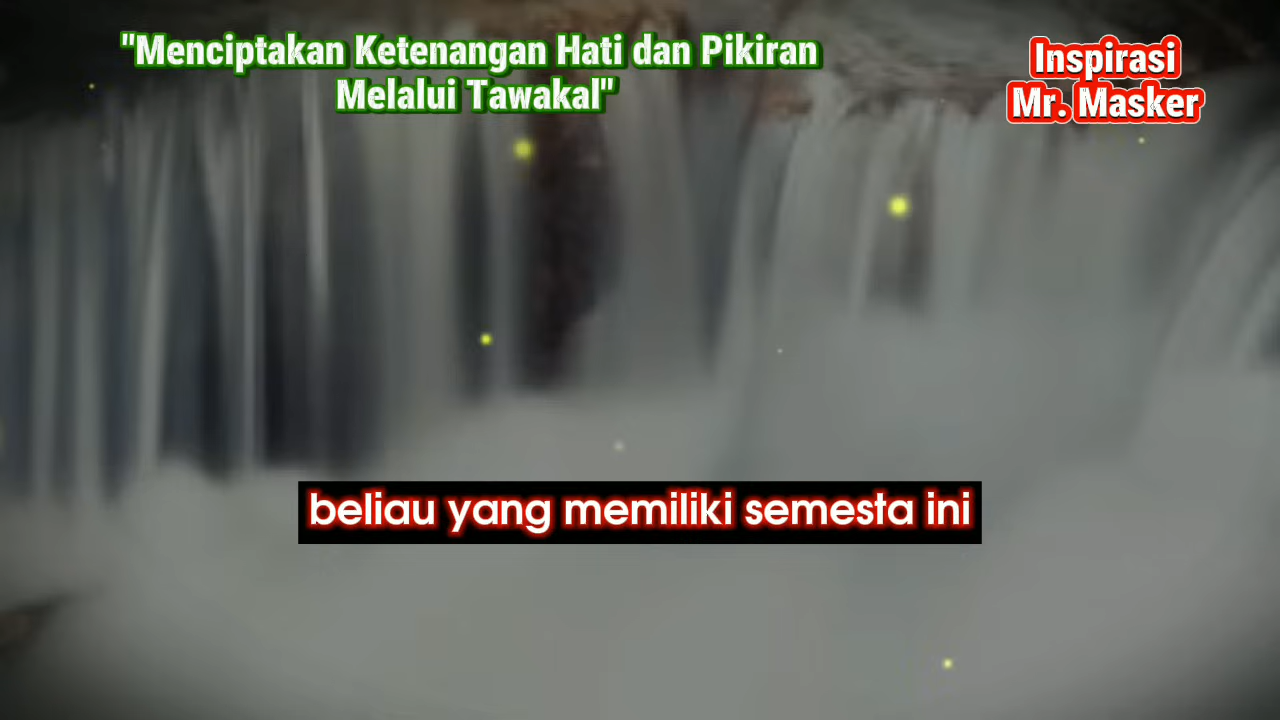 "Menciptakan Ketenangan Hati dan Pikiran
Melalui Tawakal"
Inspirasi
Mr. Masker
beliau yang memiliki semesta ini